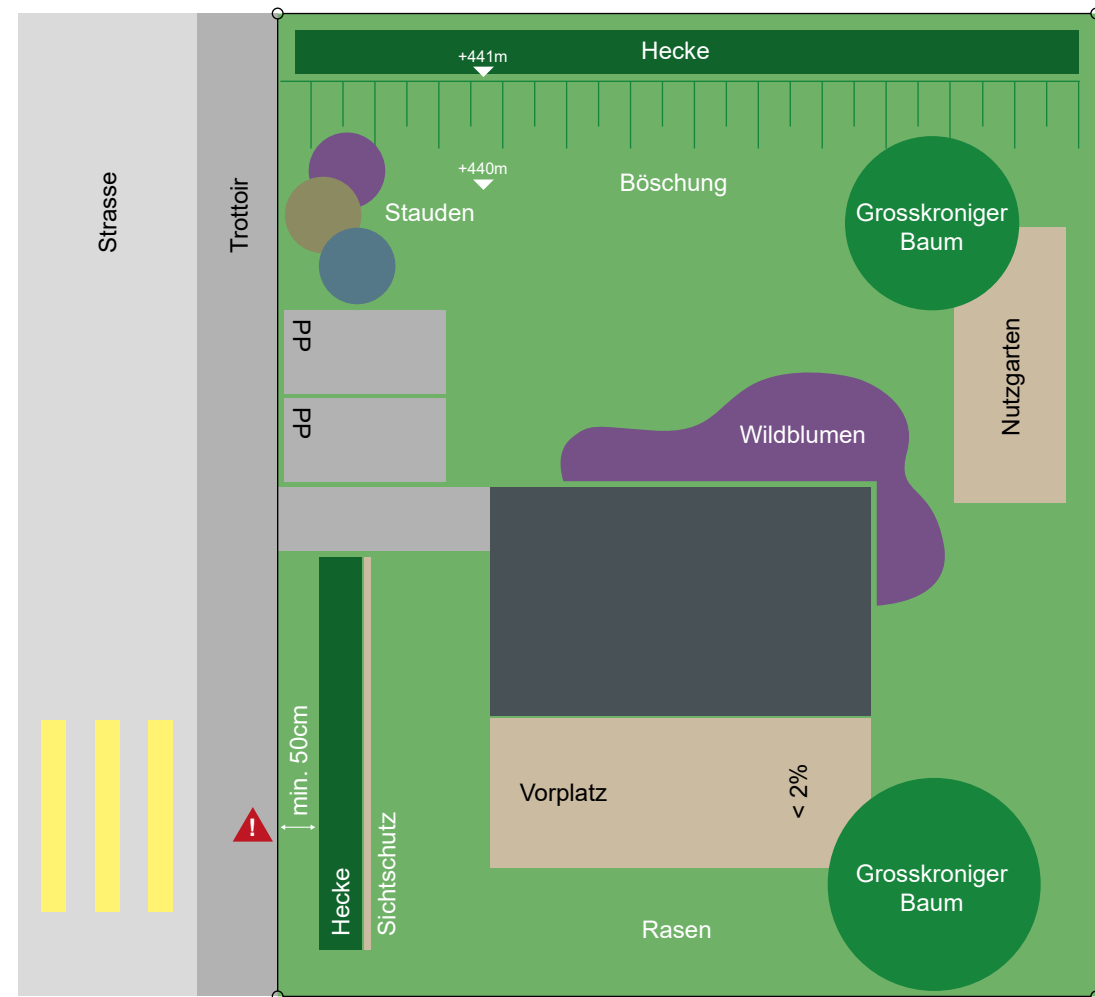 Hecke
+441m
+440m
Böschung
Stauden
Grosskroniger
Baum
Strasse
Trottoir
PP
PP
Nutzgarten
Wildblumen
min. 50cm
!
Hecke
Sichtschutz
Vorplatz
< 2%
Grosskroniger
Baum
Rasen